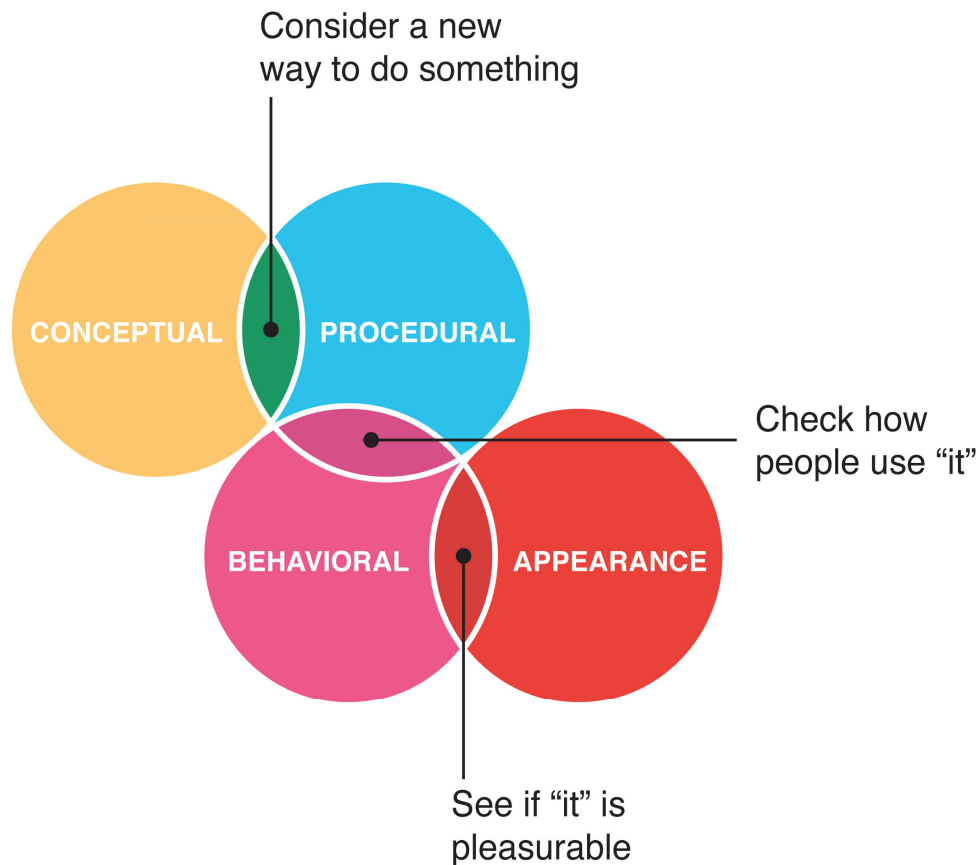 Consider a new
way to do something
CONCEPTUAL
PROCEDURAL
Check how
people use “it”
BEHAVIORAL
APPEARANCE
See if “it” is
pleasurable